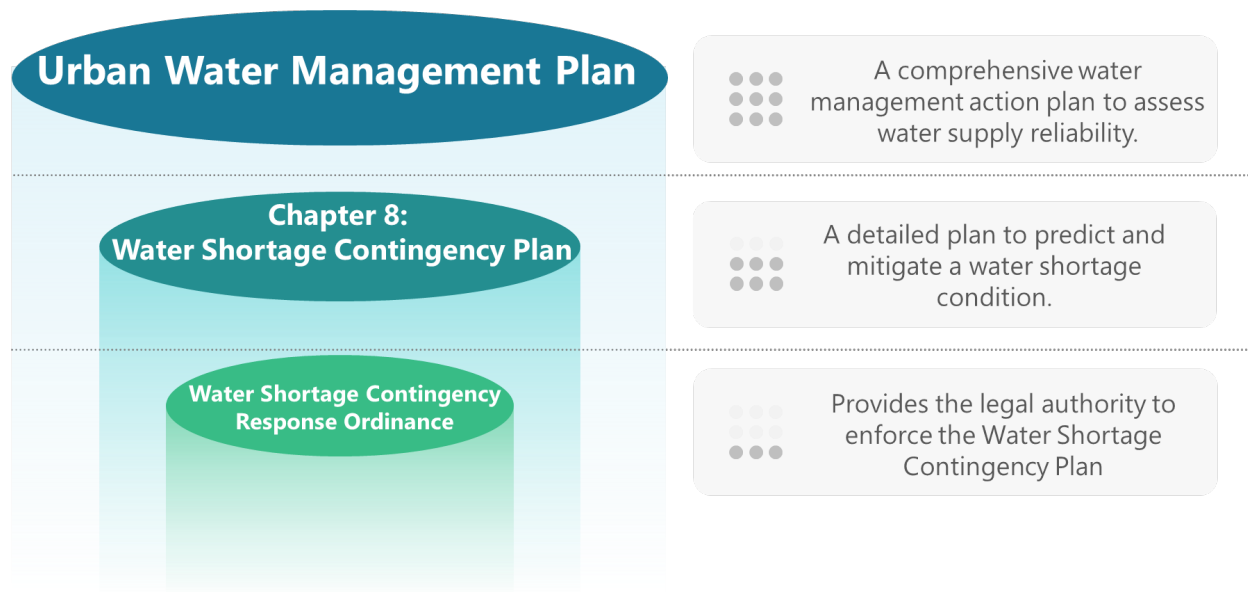 Urban Water Management Plan
A comprehensive water
management action plan to assess
water supply reliability.
Chapter 8:
Water Shortage Contingency Plan
A detailed plan to predict and
mitigate a water shortage
condition.
Water Shortage Contingency
Response Ordinance
Provides the legal authority to
enforce the Water Shortage
Contingency Plan